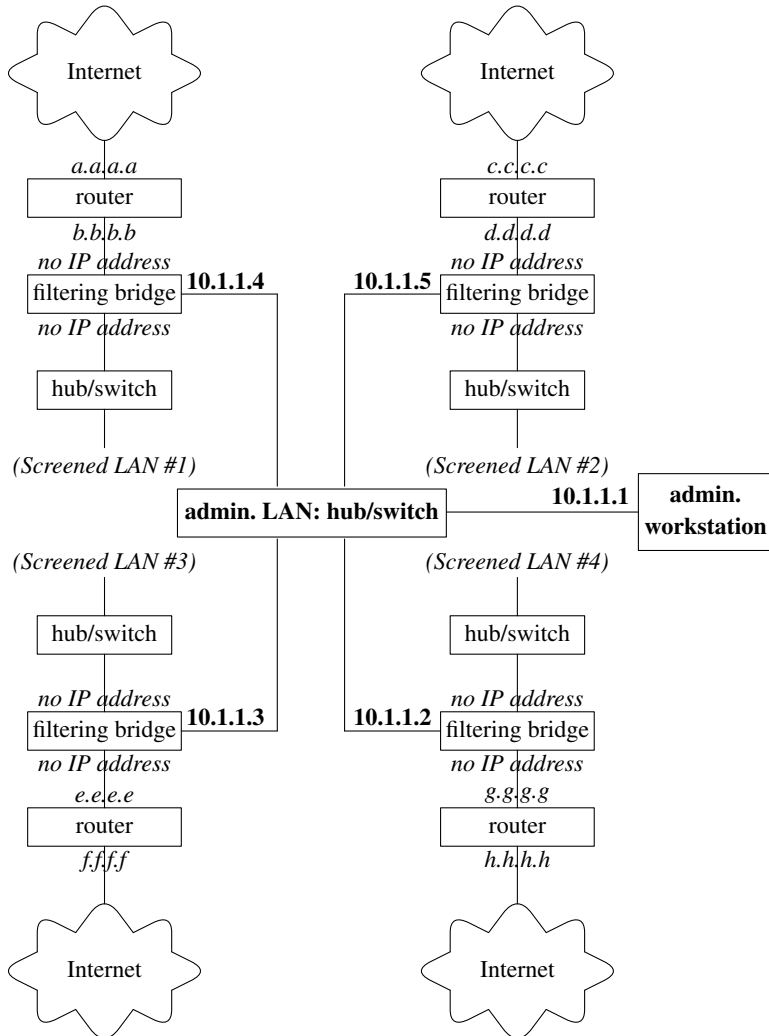 Internet
Internet
a.a.a.a
c.c.c.c
router
router
b.b.b.b
d.d.d.d
no IP address
no IP address
filtering bridge
10.1.1.4
10.1.1.5
filtering bridge
no IP address
no IP address
hub/switch
hub/switch
(Screened LAN #1)
(Screened LAN #2)
admin. LAN: hub/switch
10.1.1.1
admin.
workstation
(Screened LAN #3)
(Screened LAN #4)
hub/switch
hub/switch
no IP address
no IP address
filtering bridge
10.1.1.3
10.1.1.2
filtering bridge
no IP address
no IP address
e.e.e.e
g.g.g.g
router
router
f.f.f.f
h.h.h.h
Internet
Internet